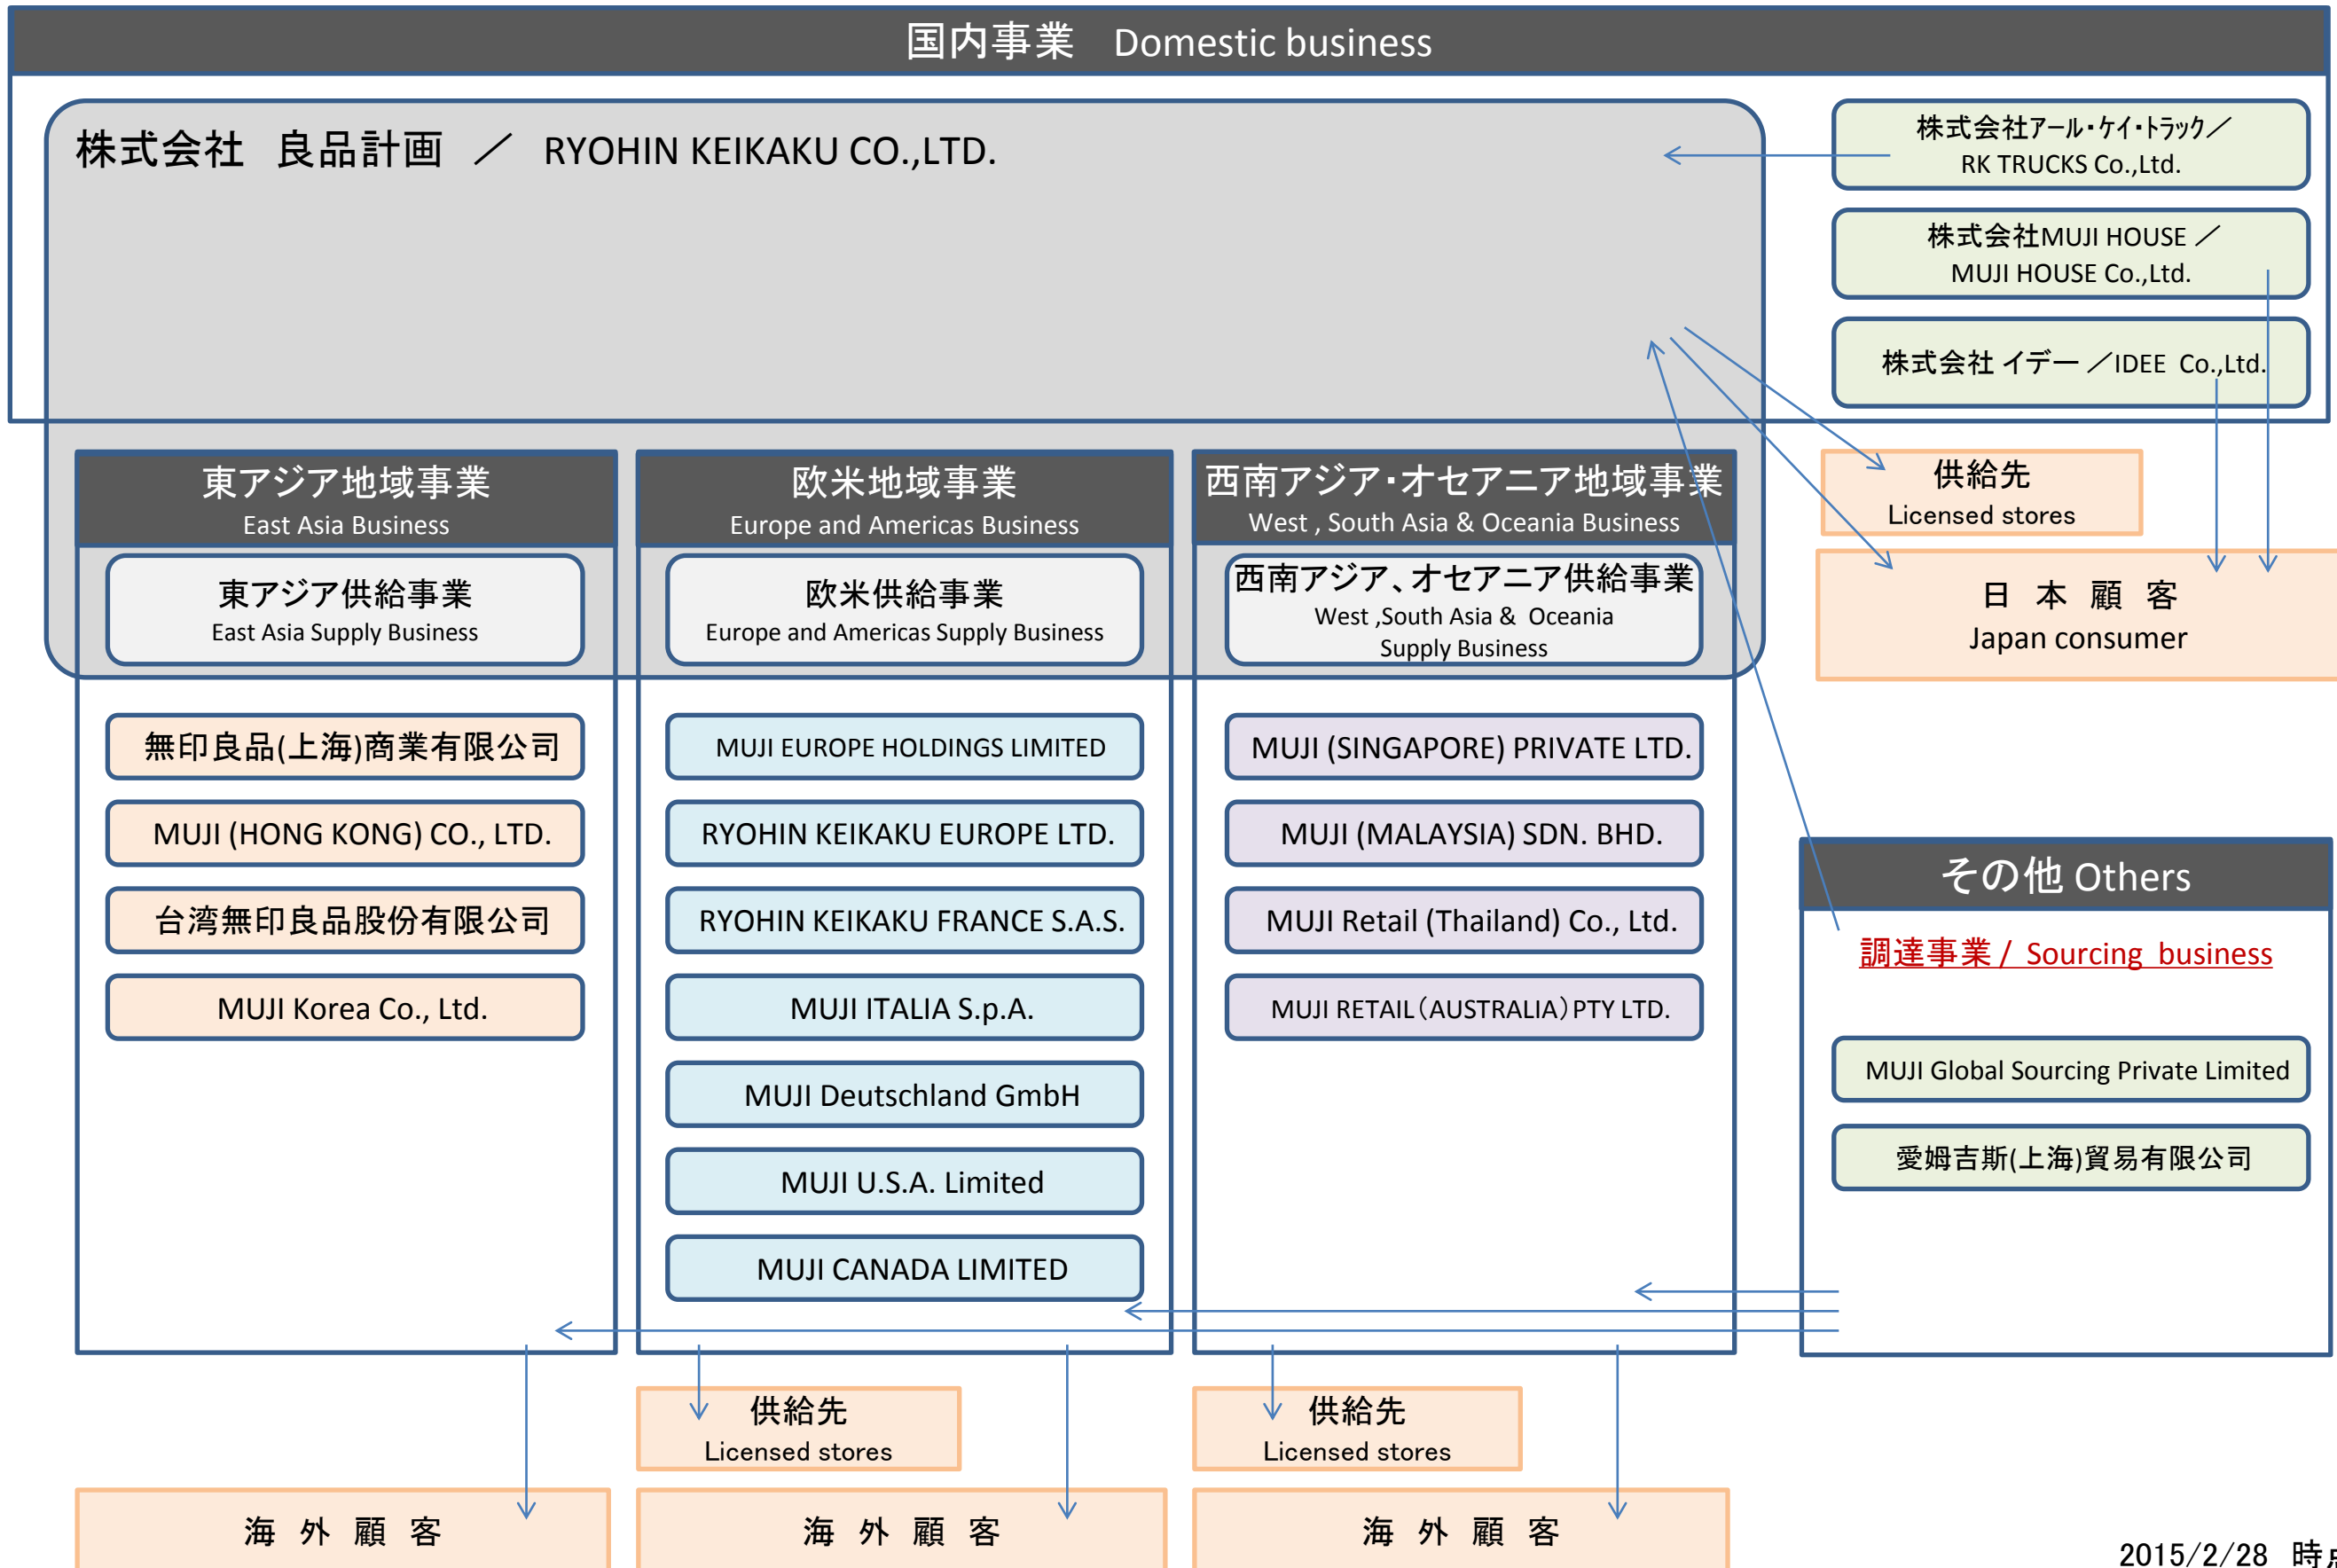 国内事業　Domestic business
株式会社　良品計画　／　RYOHIN KEIKAKU CO.,LTD.
株式会社アール・ケイ・トラック／
RK TRUCKS Co.,Ltd.
株式会社MUJI HOUSE ／
MUJI HOUSE Co.,Ltd.
株式会社 イデー ／IDEE Co.,Ltd.
東アジア地域事業
East Asia Business
東アジア供給事業
East Asia Supply Business
無印良品(上海)商業有限公司
MUJI (HONG KONG) CO., LTD.
台湾無印良品股份有限公司
MUJI Korea Co., Ltd.
欧米地域事業
Europe and Americas Business
欧米供給事業
Europe and Americas Supply Business
MUJI EUROPE HOLDINGS LIMITED
RYOHIN KEIKAKU EUROPE LTD.
RYOHIN KEIKAKU FRANCE S.A.S.
MUJI ITALIA S.p.A.
MUJI Deutschland GmbH
MUJI U.S.A. Limited
MUJI CANADA LIMITED
西南アジア・オセアニア地域事業
West , South Asia & Oceania Business
西南アジア、オセアニア供給事業
West ,South Asia & Oceania
Supply Business
MUJI (SINGAPORE) PRIVATE LTD.
MUJI (MALAYSIA) SDN. BHD.
MUJI Retail (Thailand) Co., Ltd.
MUJI RETAIL（AUSTRALIA）PTY LTD.
供給先
Licensed stores
日 本 顧 客
Japan consumer
その他 Others
調達事業 / Sourcing business
MUJI Global Sourcing Private Limited
愛姆吉斯(上海)貿易有限公司
供給先
Licensed stores
供給先
Licensed stores
海 外 顧 客
海 外 顧 客
海 外 顧 客
2015/2/28 時点